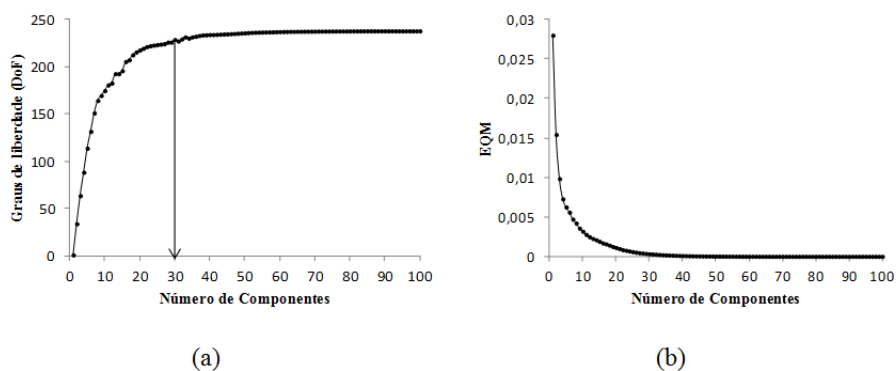 250
200
150
100
50
0
Graus de liberdade (DoF)
0 10 20 30 40 50 60 70 80 90 100
Número de Componentes
(a)
0,03
0,025
0,02
0,015
0,01
0,005
0
EQM
0 10 20 30 40 50 60 70 80 90 100
Número de Componentes
(b)